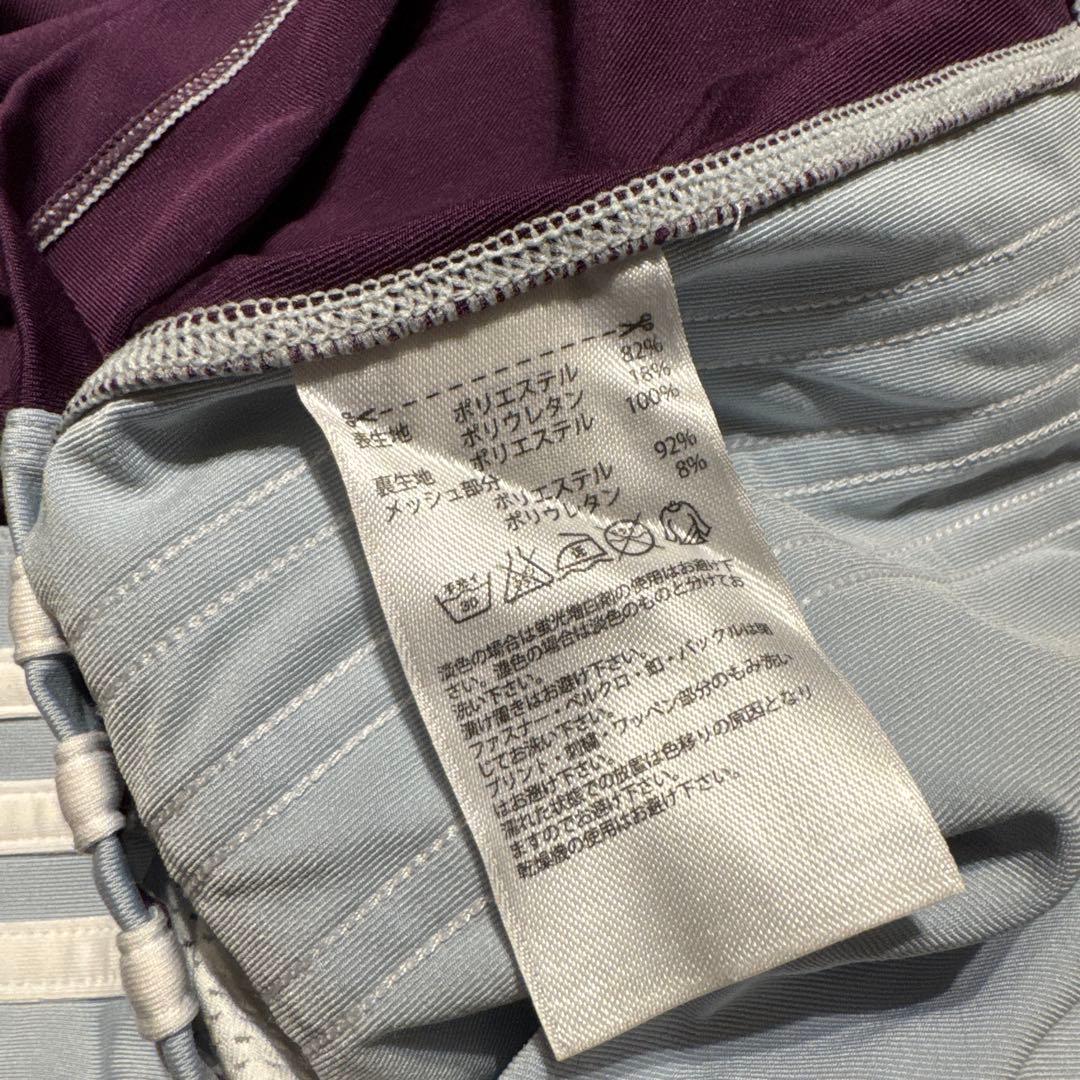 表生地 ポリエステル 82%
ポリウレタン 18%
裏生地 ポリエステル 100%
メッシュ部分
ポリエステル 92%
ポリウレタン 8%
30
淡色の場合は蛍光増白剤の使用はお避け下
さい。濃色の場合は淡色のものと分けてお
洗い下さい。
漬け置きはお避け下さい。
ファスナー・ベルクロ・釦・バックルは閉
してお洗い下さい。
プリント・刺繍・ワッペン部分のもみ洗い
はお避け下さい。
濡れた状態での放置は色移りの原因となり
ますのでお避け下さい。
乾燥機の使用はお避け下さい。